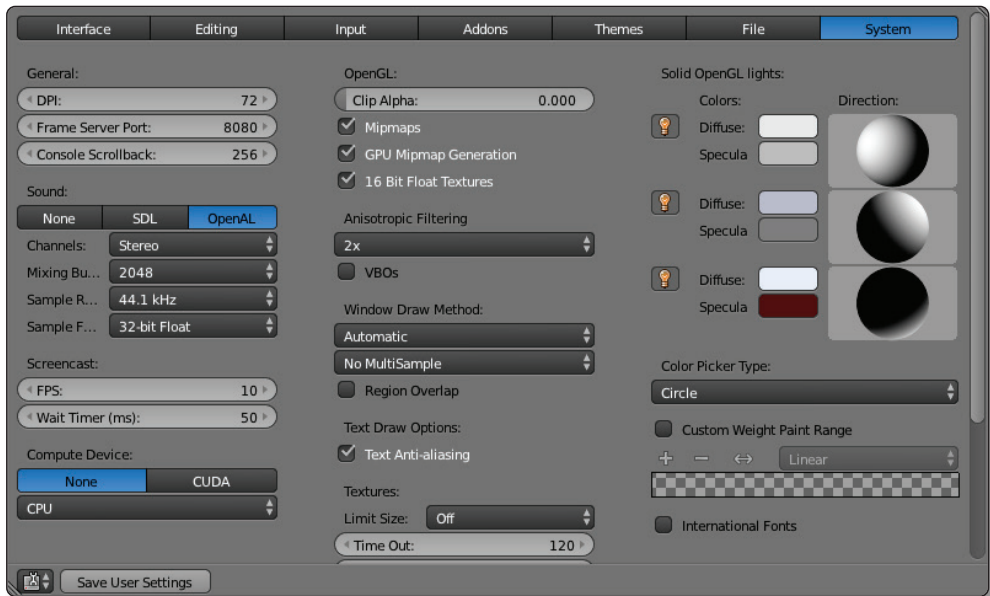 Interface Editing Input Addons Themes File System
General:
DPI: 72
Frame Server Port: 8080
Console Scrollback: 256
Sound:
None SDL OpenAL
Channels: Stereo
Mixing Bu... 2048
Sample R... 44.1 kHz
Sample F... 32-bit Float
Screencast:
FPS: 10
Wait Timer (ms): 50
Compute Device:
None CUDA
CPU
OpenGL:
Clip Alpha: 0.000
Mipmaps
GPU Mipmap Generation
16 Bit Float Textures
Anisotropic Filtering
2x
VBOs
Window Draw Method:
Automatic
No MultiSample
Region Overlap
Text Draw Options:
Text Anti-aliasing
Textures:
Limit Size: Off
Time Out: 120
Solid OpenGL lights:
Colors: Direction:
Diffuse:
Specula
Diffuse:
Specula
Diffuse:
Specula
Color Picker Type:
Circle
Custom Weight Paint Range
Linear
International Fonts
Save User Settings